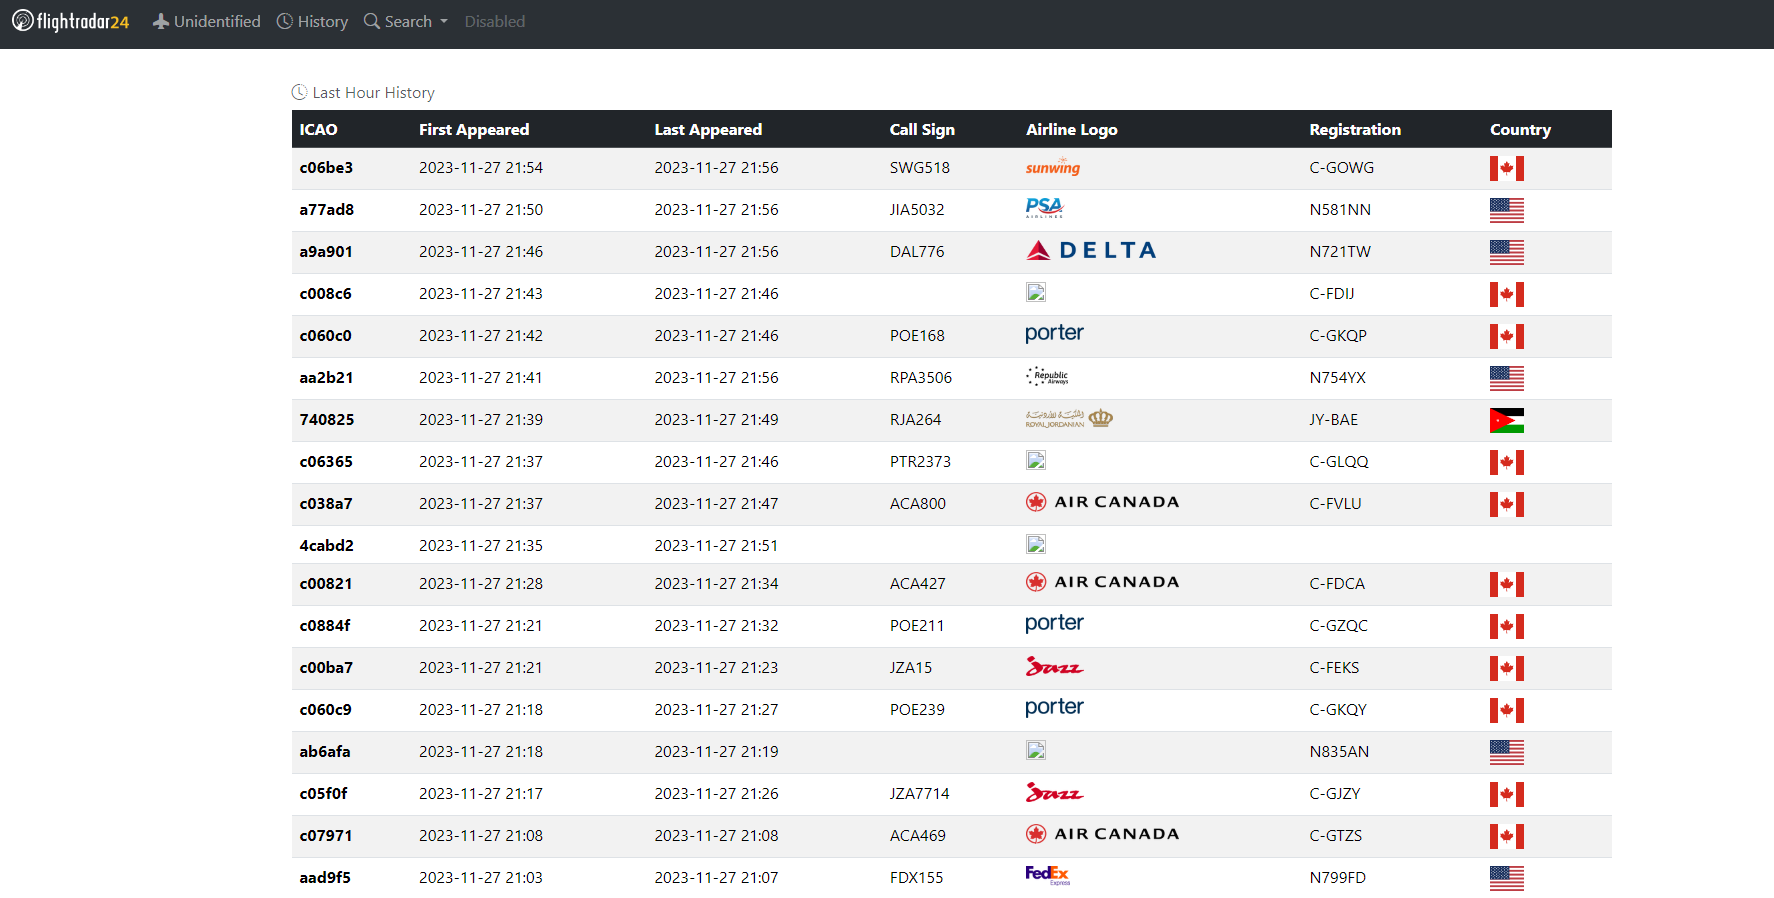 flightradar24 Unidentified History Search Disabled
Last Hour History
ICAO First Appeared Last Appeared Call Sign Airline Logo Registration Country
c06be3 2023-11-27 21:54 2023-11-27 21:56 SWG518 sunwing C-GOWG
a77ad8 2023-11-27 21:50 2023-11-27 21:56 JIA5032 PSA AIRLINES N581NN
a9a901 2023-11-27 21:46 2023-11-27 21:56 DAL776 DELTA N721TW
c008c6 2023-11-27 21:43 2023-11-27 21:46 C-FDIJ
c060c0 2023-11-27 21:42 2023-11-27 21:46 POE168 porter C-GKQP
aa2b21 2023-11-27 21:41 2023-11-27 21:56 RPA3506 Republic Airways N754YX
740825 2023-11-27 21:39 2023-11-27 21:49 RJA264 الملكية الأردنية ROYAL JORDANIAN JY-BAE
c06365 2023-11-27 21:37 2023-11-27 21:46 PTR2373 C-GLQQ
c038a7 2023-11-27 21:37 2023-11-27 21:47 ACA800 AIR CANADA C-FVLU
4cabd2 2023-11-27 21:35 2023-11-27 21:51
c00821 2023-11-27 21:28 2023-11-27 21:34 ACA427 AIR CANADA C-FDCA
c0884f 2023-11-27 21:21 2023-11-27 21:32 POE211 porter C-GZQC
c00ba7 2023-11-27 21:21 2023-11-27 21:23 JZA15 Jazz C-FEKS
c060c9 2023-11-27 21:18 2023-11-27 21:27 POE239 porter C-GKQY
ab6afa 2023-11-27 21:18 2023-11-27 21:19 N835AN
c05f0f 2023-11-27 21:17 2023-11-27 21:26 JZA7714 Jazz C-GJZY
c07971 2023-11-27 21:08 2023-11-27 21:08 ACA469 AIR CANADA C-GTZS
aad9f5 2023-11-27 21:03 2023-11-27 21:07 FDX155 FedEx Express N799FD